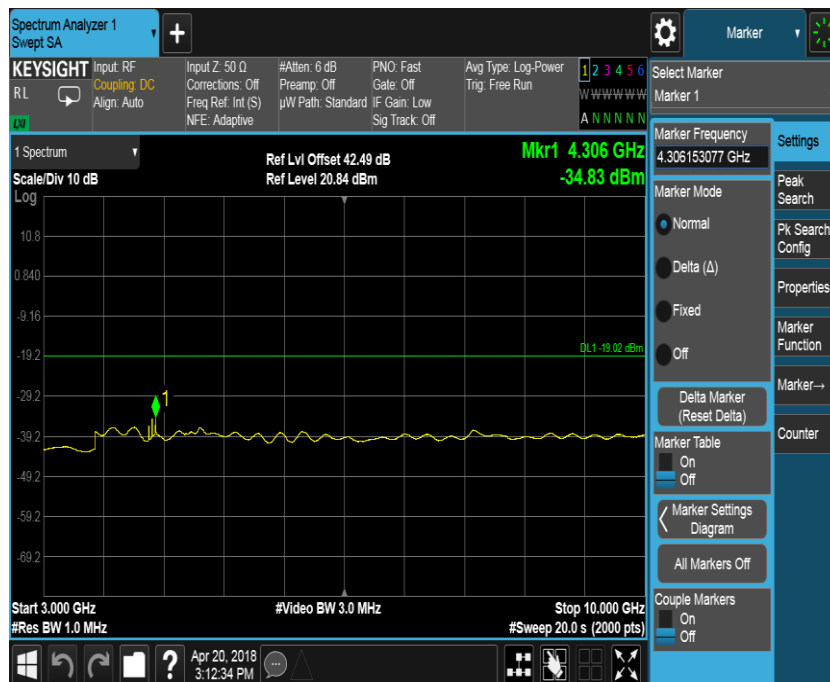 Spectrum Analyzer 1
Swept SA
+
Marker
KEYSIGHT
RL
LXI
Input: RF
Coupling: DC
Align: Auto
Input Z: 50 Ω
Corrections: Off
Freq Ref: Int (S)
NFE: Adaptive
#Atten: 6 dB
Preamp: Off
µW Path: Standard
PNO: Fast
Gate: Off
IF Gain: Low
Sig Track: Off
Avg Type: Log-Power
Trig: Free Run
1 2 3 4 5 6
W W W W W W
A N N N N N
Select Marker
Marker 1
1 Spectrum
Scale/Div 10 dB
Log
Ref Lvl Offset 42.49 dB
Ref Level 20.84 dBm
Mkr1 4.306 GHz
-34.83 dBm
10.8
0.840
-9.16
-19.2
-29.2
-39.2
-49.2
-59.2
-69.2
DL1 -19.02 dBm
1
Start 3.000 GHz
#Res BW 1.0 MHz
#Video BW 3.0 MHz
Stop 10.000 GHz
#Sweep 20.0 s (2000 pts)
Marker Frequency
4.306153077 GHz
Marker Mode
Normal
Delta (Δ)
Fixed
Off
Delta Marker
(Reset Delta)
Marker Table
On
Off
Marker Settings
Diagram
All Markers Off
Couple Markers
On
Off
Settings
Peak
Search
Pk Search
Config
Properties
Marker
Function
Marker→
Counter
?
Apr 20, 2018
3:12:34 PM